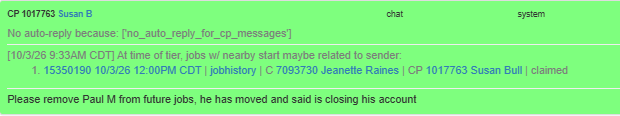 CP 1017763 Susan B chat system
No auto-reply because: ['no_auto_reply_for_cp_messages']
[10/3/26 9:33AM CDT] At time of tier, jobs w/ nearby start maybe related to sender:
1. 15350190 10/3/26 12:00PM CDT | jobhistory | C 7093730 Jeanette Raines | CP 1017763 Susan Bull | claimed
Please remove Paul M from future jobs, he has moved and said is closing his account